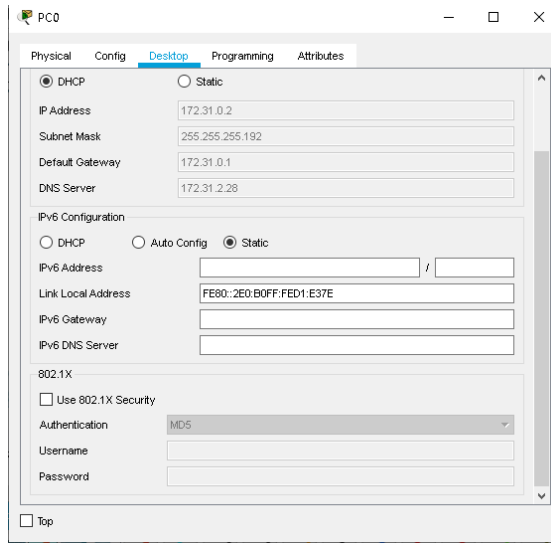 PC0
Physical Config Desktop Programming Attributes
DHCP Static
IP Address 172.31.0.2
Subnet Mask 255.255.255.192
Default Gateway 172.31.0.1
DNS Server 172.31.2.28
IPv6 Configuration
DHCP Auto Config Static
IPv6 Address /
Link Local Address FE80::2E0:B0FF:FED1:E37E
IPv6 Gateway
IPv6 DNS Server
802.1X
Use 802.1X Security
Authentication MD5
Username
Password
Top